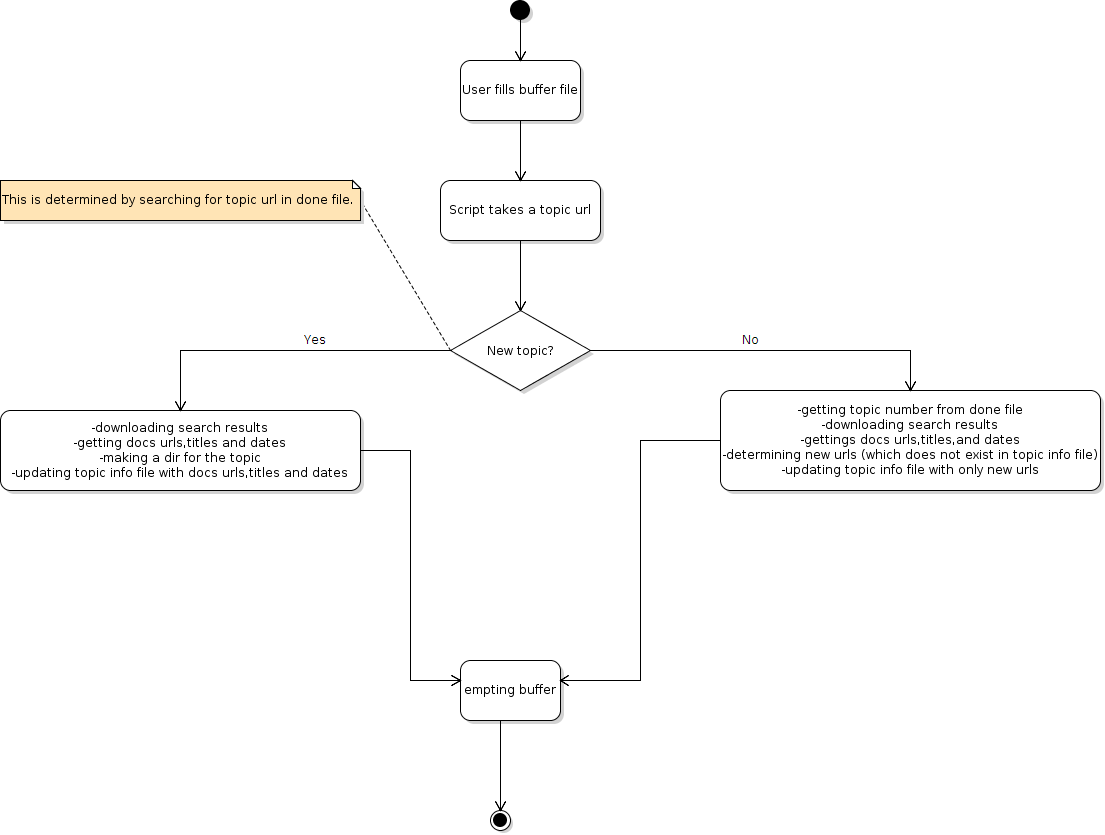 User fills buffer file
This is determined by searching for topic url in done file.
Script takes a topic url
New topic?
Yes
No
-downloading search results
-getting docs urls,titles and dates
-making a dir for the topic
-updating topic info file with docs urls,titles and dates
-getting topic number from done file
-downloading search results
-gettings docs urls,titles,and dates
-determining new urls (which does not exist in topic info file)
-updating topic info file with only new urls
empting buffer